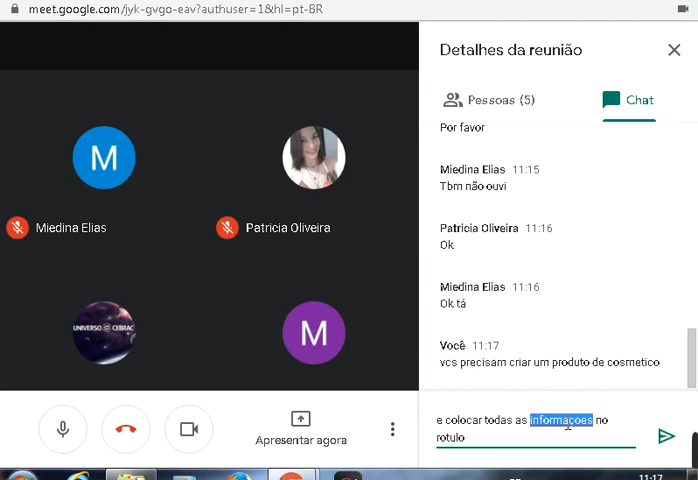 meet.google.com/jyk-gvgo-eav?authuser=1&hl=pt-BR
Detalhes da reunião
Pessoas (5)
Chat
Por favor
Miedina Elias 11:15
Tbm não ouvi
Patricia Oliveira 11:16
Ok
Miedina Elias 11:16
Ok tá
Você 11:17
vcs precisam criar um produto de cosmetico
e colocar todas as informaçoes no
rotulo
M
Miedina Elias
Patricia Oliveira
UNIVERSO @ CEBRAC
M
Apresentar agora
11:17